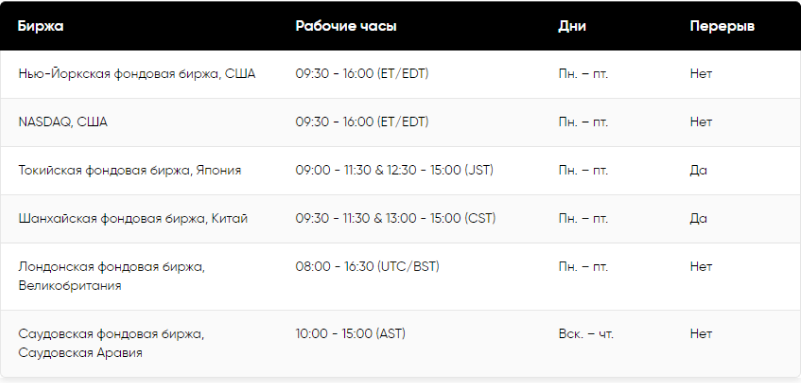 Биржа Рабочие часы Дни Перерыв
Нью-Йоркская фондовая биржа, США 09:30 - 16:00 (ET/EDT) Пн. – пт. Нет
NASDAQ, США 09:30 - 16:00 (ET/EDT) Пн. – пт. Нет
Токийская фондовая биржа, Япония 09:00 - 11:30 & 12:30 - 15:00 (JST) Пн. – пт. Да
Шанхайская фондовая биржа, Китай 09:30 - 11:30 & 13:00 - 15:00 (CST) Пн. – пт. Да
Лондонская фондовая биржа, 08:00 - 16:30 (UTC/BST) Пн. – пт. Нет
Великобритания
Саудовская фондовая биржа, 10:00 - 15:00 (AST) Вск. – чт. Нет
Саудовская Аравия